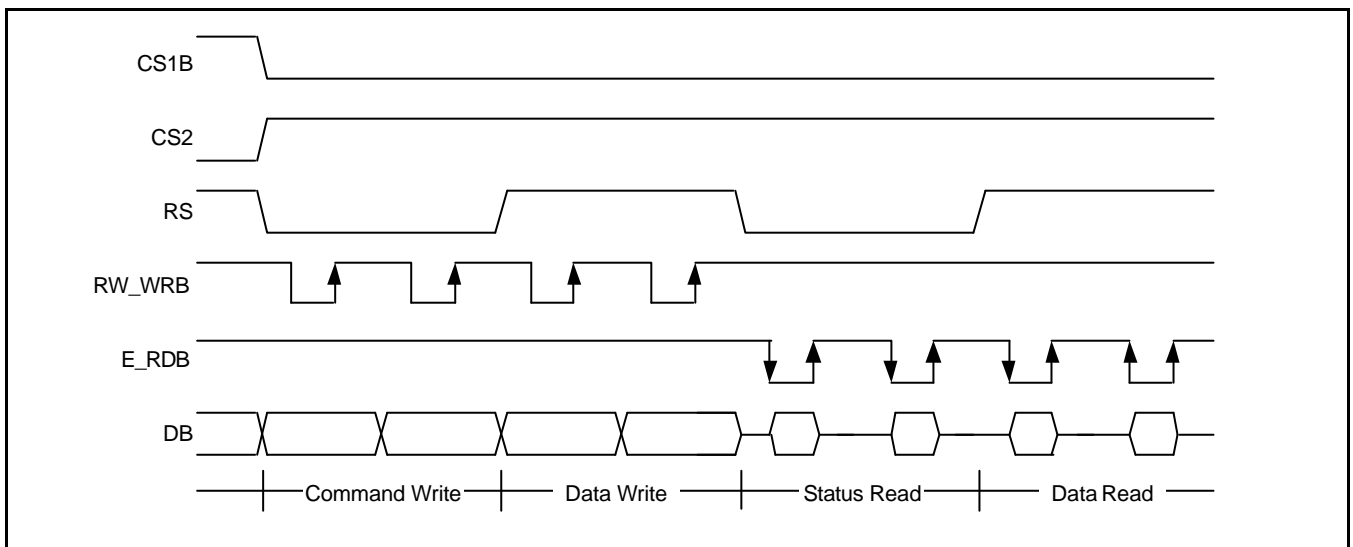 CS1B
CS2
RS
RW_WRB
E_RDB
DB
Command Write Data Write Status Read Data Read